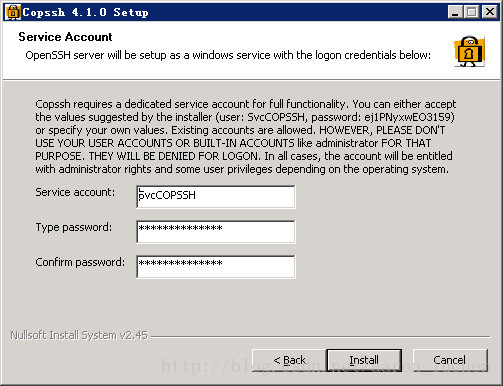 Copssh 4.1.0 Setup
Service Account
OpenSSH server will be setup as a windows service with the logon credentials below:
Copssh requires a dedicated service account for full functionality. You can either accept
the values suggested by the installer (user: SvcCOPSSH, password: ej1PNyxwEO3159)
or specify your own values. Existing accounts are allowed. HOWEVER, PLEASE DON'T
USE YOUR USER ACCOUNTS OR BUILT-IN ACCOUNTS like administrator FOR THAT
PURPOSE. THEY WILL BE DENIED FOR LOGON. In all cases, the account will be entitled
with administrator rights and some user privileges depending on the operating system.
Service account: SvcCOPSSH
Type password: **************
Confirm password: **************
Nullsoft Install System v2.45
< Back Install Cancel